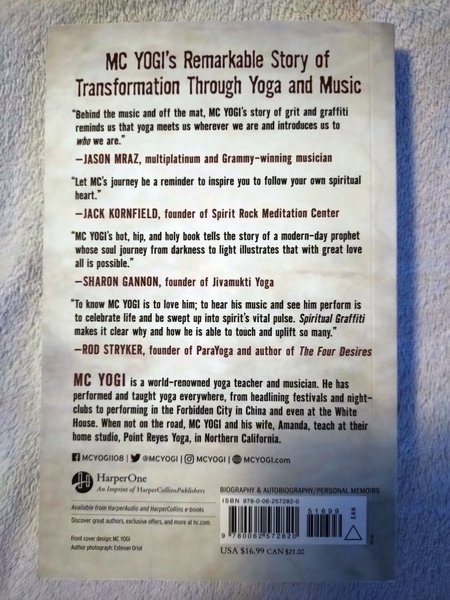 MC YOGI's Remarkable Story of
Transformation Through Yoga and Music
"Behind the music and off the mat, MC YOGI's story of grit and graffiti
reminds us that yoga meets us wherever we are and introduces us to
who we are."
—JASON MRAZ, multiplatinum and Grammy-winning musician
"Let MC's journey be a reminder to inspire you to follow your own spiritual
heart."
—JACK KORNFIELD, founder of Spirit Rock Meditation Center
"MC YOGI's hot, hip, and holy book tells the story of a modern-day prophet
whose soul journey from darkness to light illustrates that with great love
all is possible."
—SHARON GANNON, founder of Jivamukti Yoga
"To know MC YOGI is to love him; to hear his music and see him perform is
to celebrate life and be swept up into spirit's vital pulse. Spiritual Graffiti
makes it clear why and how he is able to touch and uplift so many."
—ROD STRYKER, founder of ParaYoga and author of The Four Desires
MC YOGI is a world-renowned yoga teacher and musician. He has
performed and taught yoga everywhere, from headlining festivals and night-
clubs to performing in the Forbidden City in China and even at the White
House. When not on the road, MC YOGI and his wife, Amanda, teach at their
home studio, Point Reyes Yoga, in Northern California.
MCYOGI108 | @MCYOGI | MCYOGI | MCYOGI.com
HarperOne
An Imprint of HarperCollinsPublishers
Available from HarperAudio and HarperCollins e-books
Discover great authors, exclusive offers, and more at hc.com.
Front cover design: MC YOGI
Author photograph: Estevan Oriol
BIOGRAPHY & AUTOBIOGRAPHY/PERSONAL MEMOIRS
ISBN 978-0-06-257282-0
51699
EAN
9 780062 572820
USA $16.99 CAN $21.00